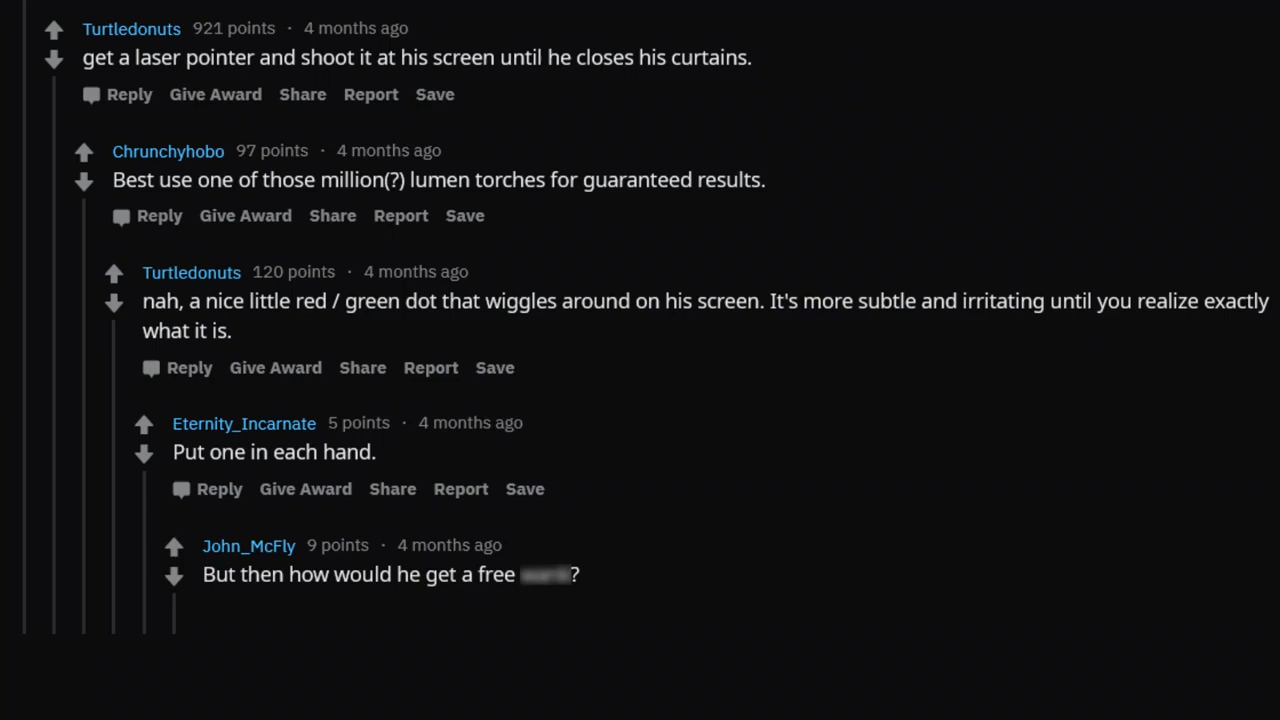 Turtledonuts 921 points · 4 months ago
get a laser pointer and shoot it at his screen until he closes his curtains.
Reply Give Award Share Report Save
Chrunchyhobo 97 points · 4 months ago
Best use one of those million(?) lumen torches for guaranteed results.
Reply Give Award Share Report Save
Turtledonuts 120 points · 4 months ago
nah, a nice little red / green dot that wiggles around on his screen. It's more subtle and irritating until you realize exactly
what it is.
Reply Give Award Share Report Save
Eternity_Incarnate 5 points · 4 months ago
Put one in each hand.
Reply Give Award Share Report Save
John_McFly 9 points · 4 months ago
But then how would he get a free ?